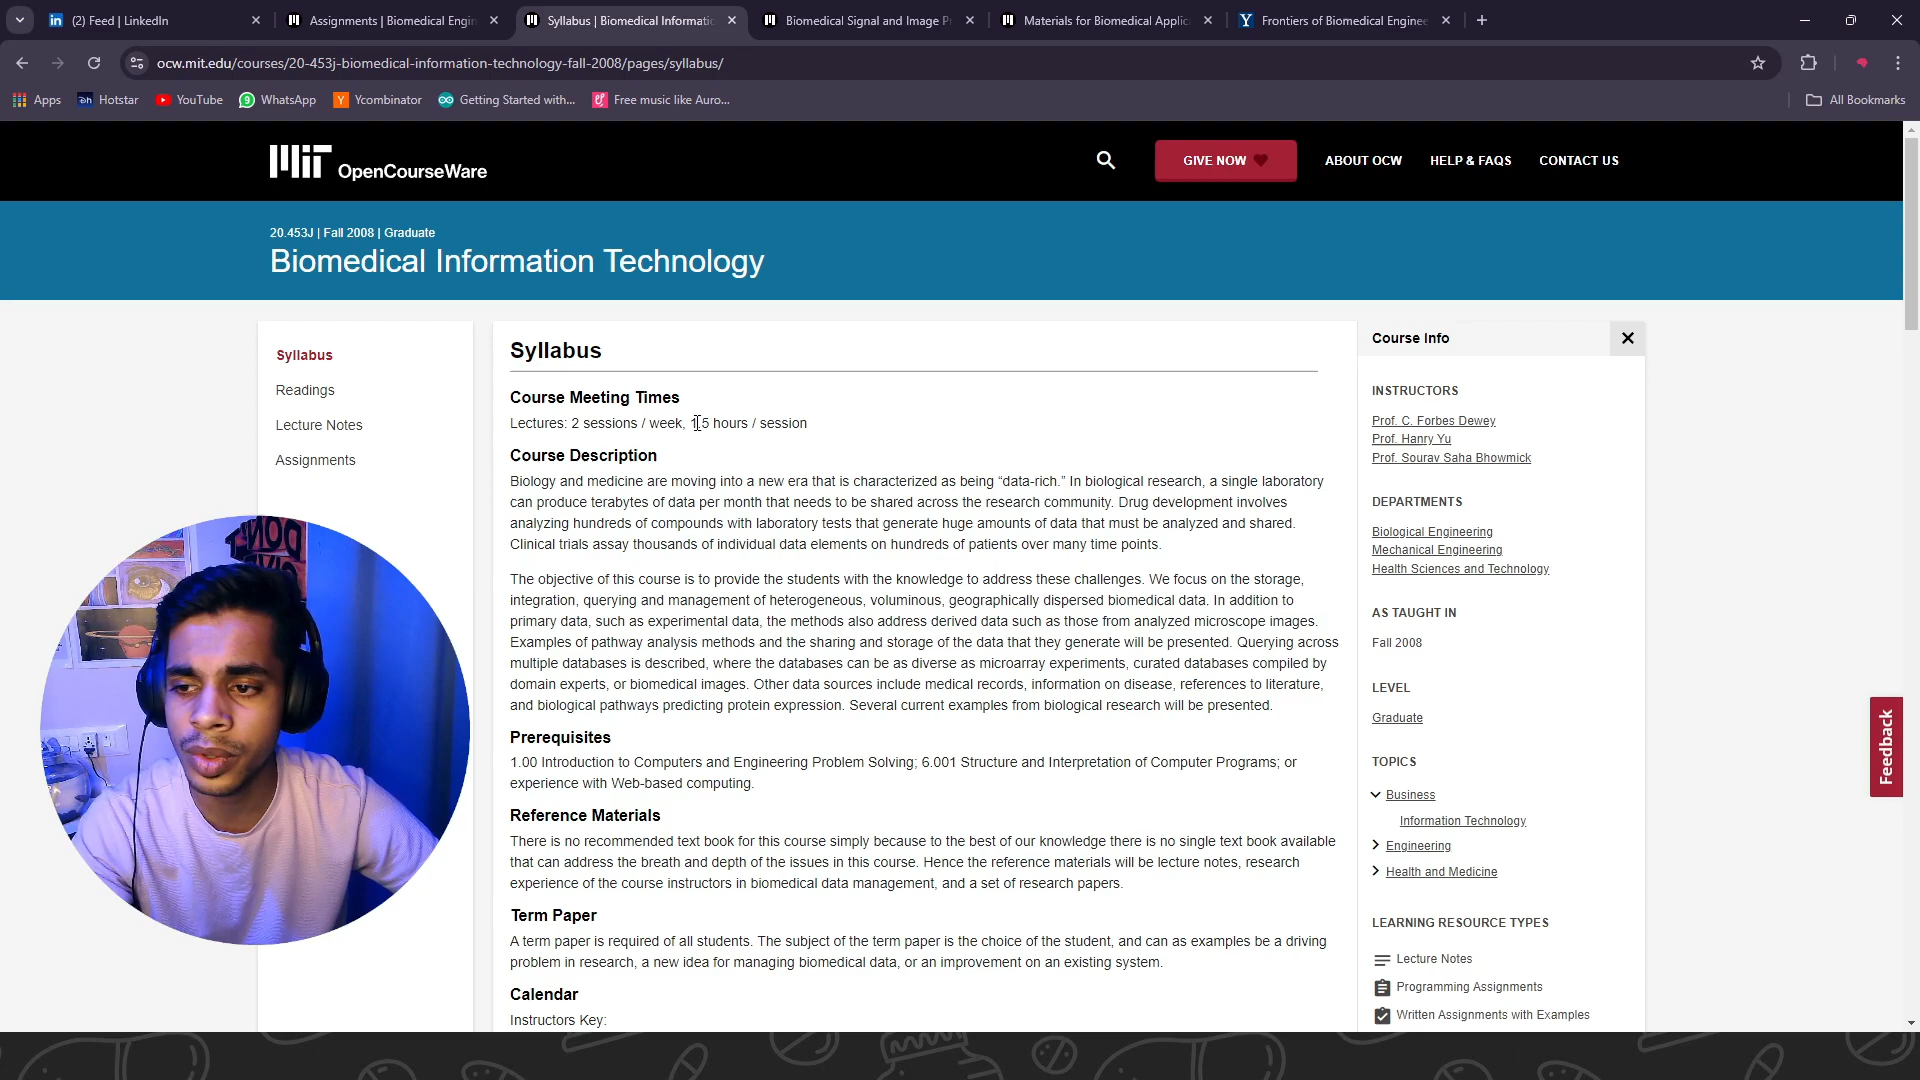 (2) Feed | LinkedIn
Assignments | Biomedical Engin
Syllabus | Biomedical Informatic
Biomedical Signal and Image P
Materials for Biomedical Applic
Frontiers of Biomedical Enginee
ocw.mit.edu/courses/20-453j-biomedical-information-technology-fall-2008/pages/syllabus/
Apps
Hotstar
YouTube
WhatsApp
Ycombinator
Getting Started with...
Free music like Auro...
All Bookmarks
MIT OpenCourseWare
GIVE NOW
ABOUT OCW
HELP & FAQS
CONTACT US
20.453J | Fall 2008 | Graduate
Biomedical Information Technology
Syllabus
Readings
Lecture Notes
Assignments
DON'T
Syllabus
Course Meeting Times
Lectures: 2 sessions / week, 1.5 hours / session
Course Description
Biology and medicine are moving into a new era that is characterized as being “data-rich.” In biological research, a single laboratory
can produce terabytes of data per month that needs to be shared across the research community. Drug development involves
analyzing hundreds of compounds with laboratory tests that generate huge amounts of data that must be analyzed and shared.
Clinical trials assay thousands of individual data elements on hundreds of patients over many time points.
The objective of this course is to provide the students with the knowledge to address these challenges. We focus on the storage,
integration, querying and management of heterogeneous, voluminous, geographically dispersed biomedical data. In addition to
primary data, such as experimental data, the methods also address derived data such as those from analyzed microscope images.
Examples of pathway analysis methods and the sharing and storage of the data that they generate will be presented. Querying across
multiple databases is described, where the databases can be as diverse as microarray experiments, curated databases compiled by
domain experts, or biomedical images. Other data sources include medical records, information on disease, references to literature,
and biological pathways predicting protein expression. Several current examples from biological research will be presented.
Prerequisites
1.00 Introduction to Computers and Engineering Problem Solving; 6.001 Structure and Interpretation of Computer Programs; or
experience with Web-based computing.
Reference Materials
There is no recommended text book for this course simply because to the best of our knowledge there is no single text book available
that can address the breath and depth of the issues in this course. Hence the reference materials will be lecture notes, research
experience of the course instructors in biomedical data management, and a set of research papers.
Term Paper
A term paper is required of all students. The subject of the term paper is the choice of the student, and can as examples be a driving
problem in research, a new idea for managing biomedical data, or an improvement on an existing system.
Calendar
Instructors Key:
Course Info
INSTRUCTORS
Prof. C. Forbes Dewey
Prof. Hanry Yu
Prof. Sourav Saha Bhowmick
DEPARTMENTS
Biological Engineering
Mechanical Engineering
Health Sciences and Technology
AS TAUGHT IN
Fall 2008
LEVEL
Graduate
TOPICS
Business
Information Technology
Engineering
Health and Medicine
LEARNING RESOURCE TYPES
Lecture Notes
Programming Assignments
Written Assignments with Examples
Feedback